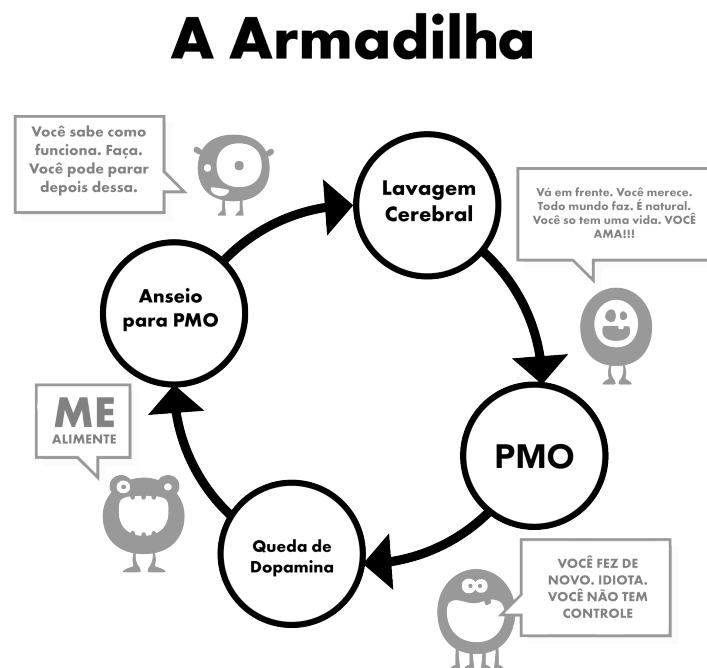 A Armadilha
Você sabe como
funciona. Faça.
Você pode parar
depois dessa.
Lavagem
Cerebral
Vá em frente. Você merece.
Todo mundo faz. É natural.
Você so tem uma vida. VOCÊ
AMA!!!
Anseio
para PMO
ME
ALIMENTE
PMO
Queda de
Dopamina
VOCÊ FEZ DE
NOVO. IDIOTA.
VOCÊ NÃO TEM
CONTROLE